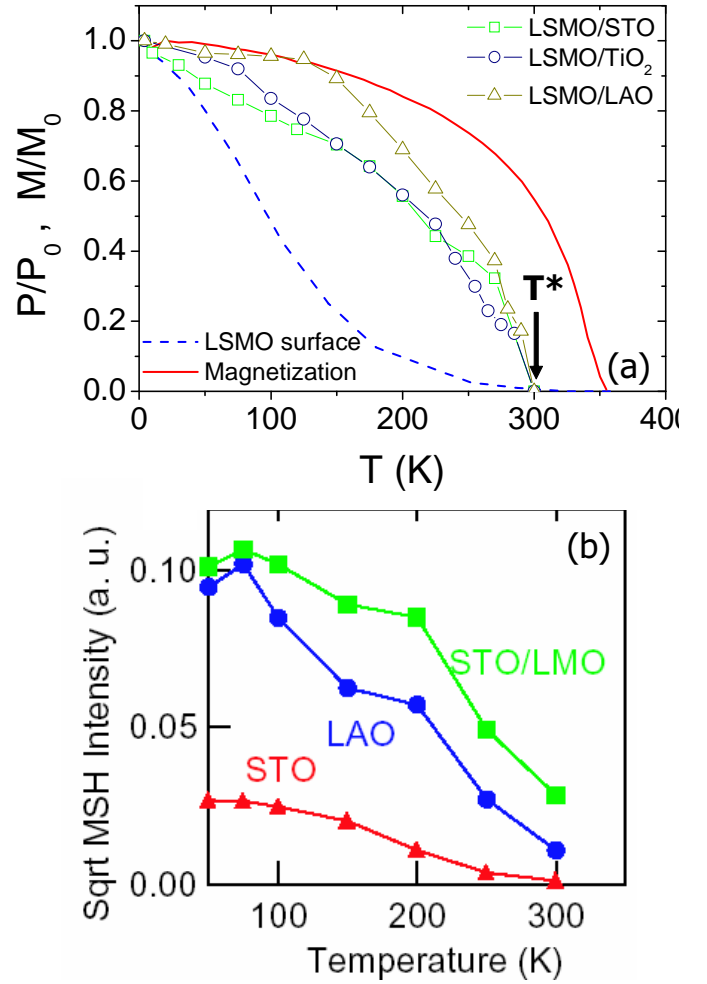 LSMO/STO
LSMO/TiO₂
LSMO/LAO
P/P₀ , M/M₀
1.0
0.8
0.6
0.4
0.2
0.0
T*
LSMO surface
Magnetization
(a)
0
100
200
300
400
T (K)
(b)
Sqrt MSH Intensity (a. u.)
0.10
0.05
0.00
STO/LMO
LAO
STO
100
200
300
Temperature (K)